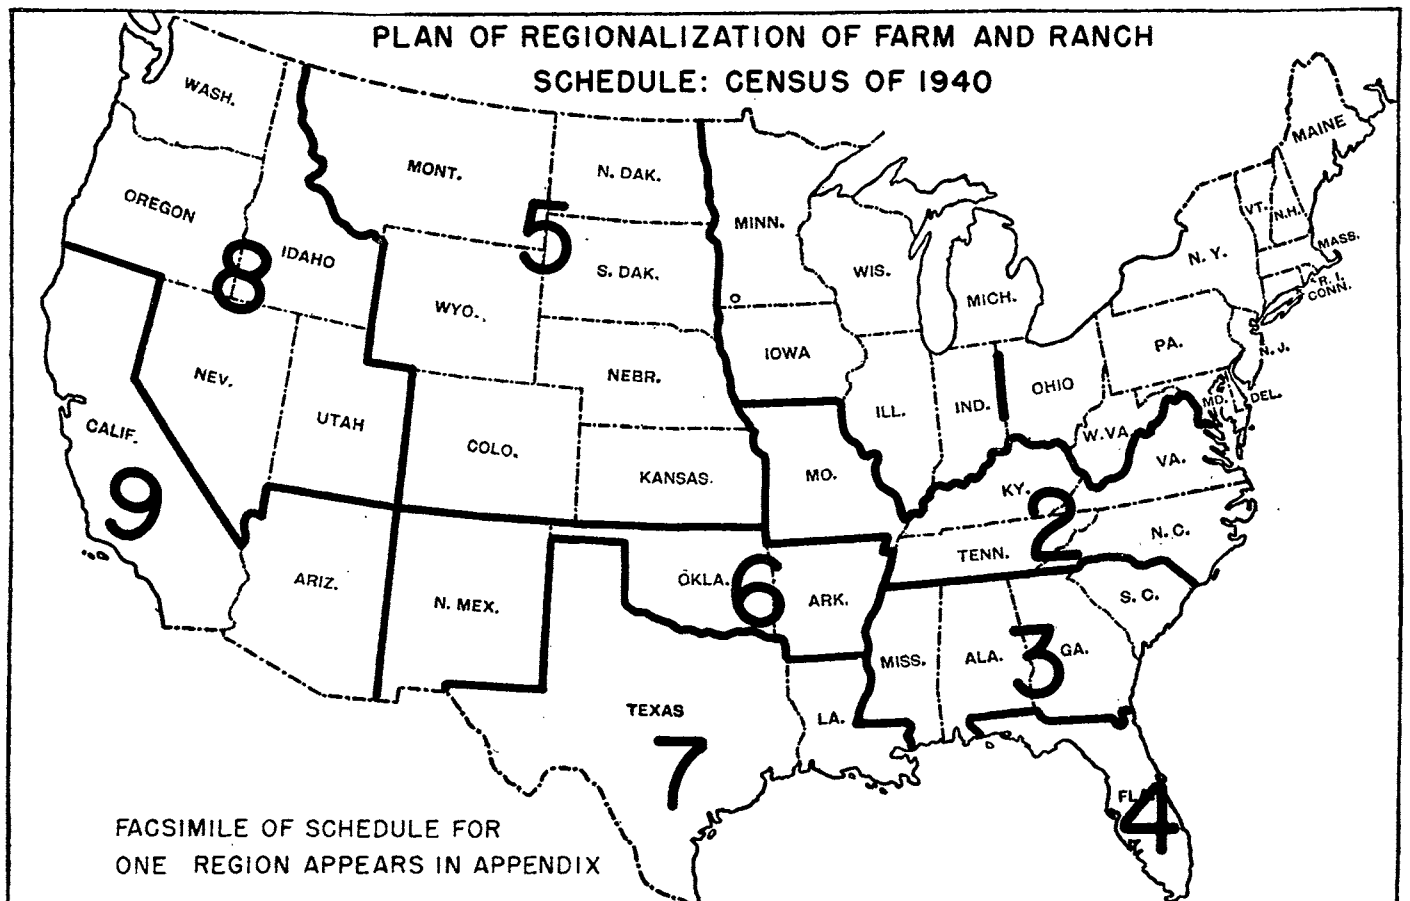 PLAN OF REGIONALIZATION OF FARM AND RANCH
SCHEDULE: CENSUS OF 1940
WASH.
OREGON
IDAHO
MONT.
N. DAK.
S. DAK.
MINN.
WIS.
MICH.
MAINE
VT.
N.H.
MASS.
R. I.
CONN.
N. Y.
8
5
WYO.
NEBR.
IOWA
ILL.
IND.
OHIO
PA.
N. J.
MD.
DEL.
W. VA.
VA.
NEV.
UTAH
COLO.
KANSAS.
MO.
KY.
CALIF.
9
ARIZ.
N. MEX.
OKLA.
6
ARK.
TENN.
2
N. C.
S. C.
MISS.
ALA.
3
GA.
TEXAS
7
LA.
FLA.
4
FACSIMILE OF SCHEDULE FOR
ONE REGION APPEARS IN APPENDIX